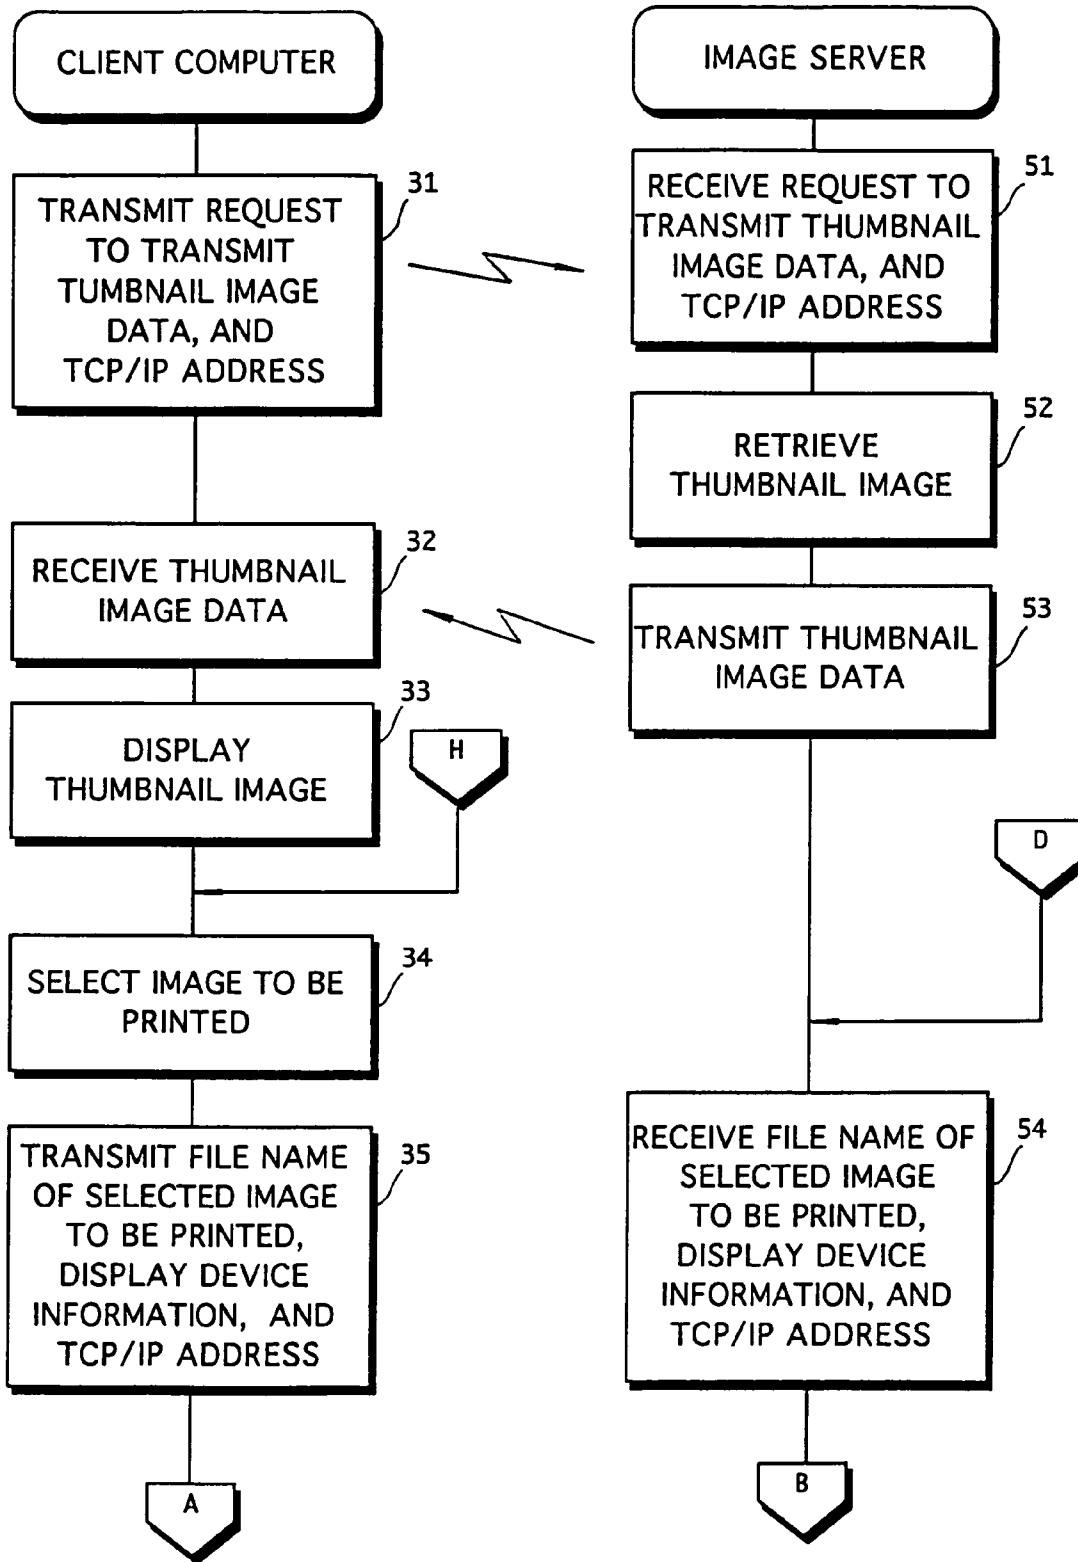 CLIENT COMPUTER
31
TRANSMIT REQUEST
TO TRANSMIT
TUMBNAIL IMAGE
DATA, AND
TCP/IP ADDRESS
32
RECEIVE THUMBNAIL
IMAGE DATA
33
DISPLAY
THUMBNAIL IMAGE
H
34
SELECT IMAGE TO BE
PRINTED
35
TRANSMIT FILE NAME
OF SELECTED IMAGE
TO BE PRINTED,
DISPLAY DEVICE
INFORMATION, AND
TCP/IP ADDRESS
A
IMAGE SERVER
51
RECEIVE REQUEST TO
TRANSMIT THUMBNAIL
IMAGE DATA, AND
TCP/IP ADDRESS
52
RETRIEVE
THUMBNAIL IMAGE
53
TRANSMIT THUMBNAIL
IMAGE DATA
D
54
RECEIVE FILE NAME OF
SELECTED IMAGE
TO BE PRINTED,
DISPLAY DEVICE
INFORMATION, AND
TCP/IP ADDRESS
B